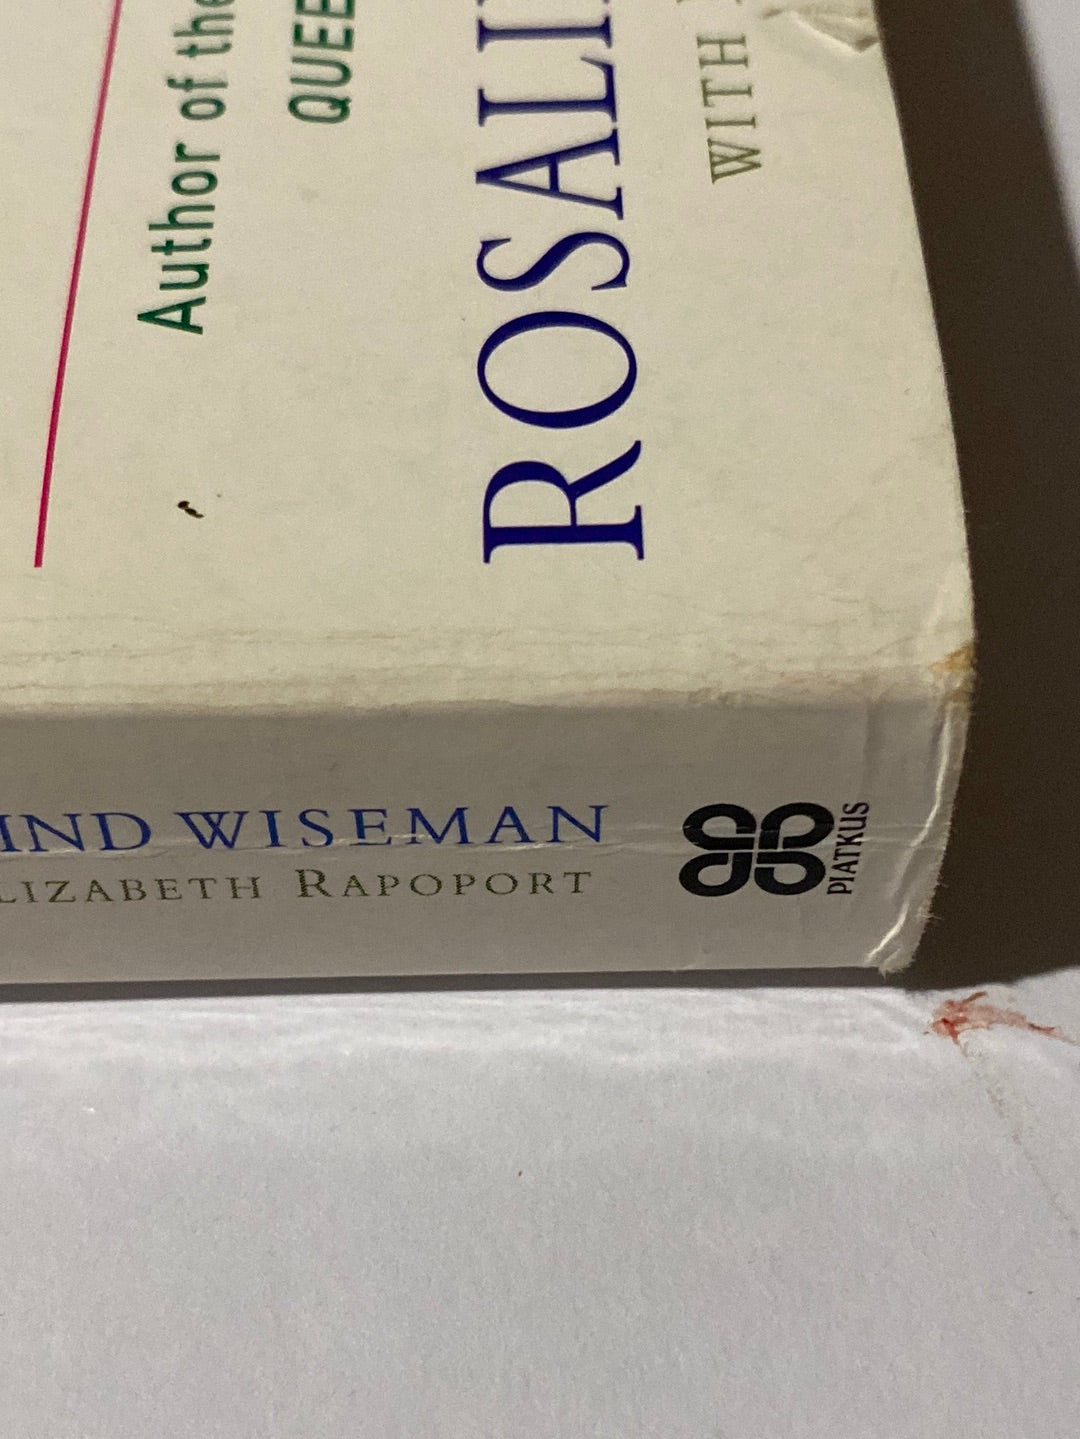 Author of the
QUEE
ROSALI
WITH
IND WISEMAN
LIZABETH RAPOPORT
PIATKUS